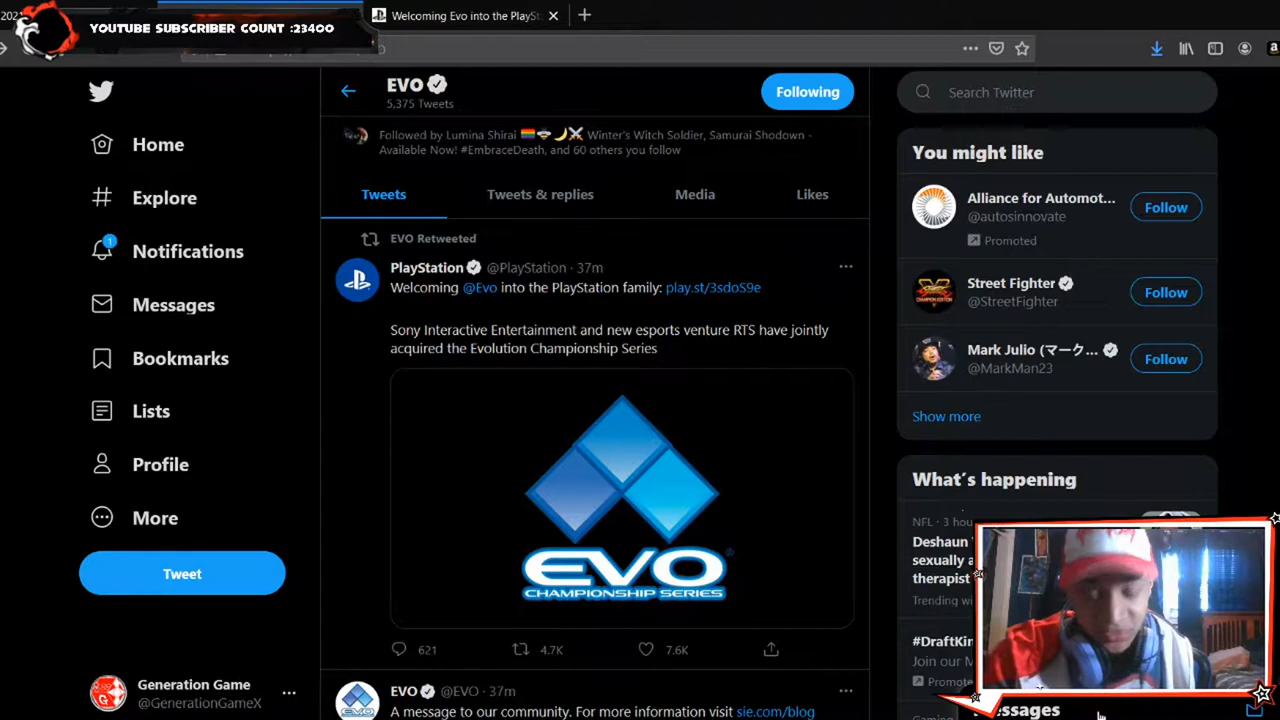 2021
Welcoming Evo into the PlaySt
YOUTUBE SUBSCRIBER COUNT :23400
EVO
5,375 Tweets
Following
Search Twitter
Followed by Lumina Shirai 🏳️‍🌈 🌙⚔️ Winter's Witch Soldier, Samurai Shodown -
Available Now! #EmbraceDeath, and 60 others you follow
Home
Explore
Notifications
1
Messages
Bookmarks
Lists
Profile
More
Tweet
Generation Game
@GenerationGameX
Tweets
Tweets & replies
Media
Likes
EVO Retweeted
PlayStation @PlayStation · 37m
Welcoming @Evo into the PlayStation family: play.st/3sdoS9e
Sony Interactive Entertainment and new esports venture RTS have jointly
acquired the Evolution Championship Series
EVO
CHAMPIONSHIP SERIES
621
4.7K
7.6K
EVO @EVO · 37m
A message to our community. For more information visit sie.com/blog
You might like
Alliance for Automot...
@autosinnovate
Promoted
Follow
Street Fighter
@StreetFighter
Follow
Mark Julio (マーク...
@MarkMan23
Follow
Show more
What's happening
NFL · 3 hou
Deshaun
sexually a
therapist
Trending wi
#DraftKin
Join our M
Promote
Messages